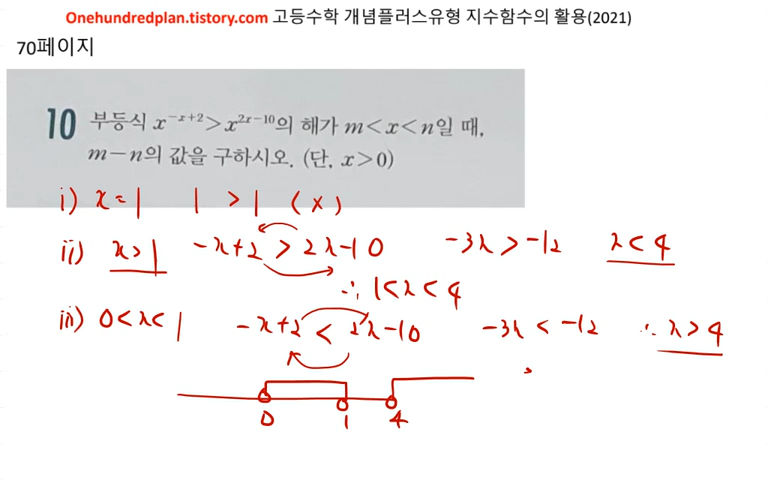 Onehundredplan.tistory.com 고등수학 개념플러스유형 지수함수의 활용(2021)
70페이지
10 부등식 x^{-x+2}>x^{2x-10}의 해가 m<x<n일 때,
m-n의 값을 구하시오. (단, x>0)
i) x=1 1>1 (x)
ii) x>1 -x+2>2x-10 -3x>-12 x<4
∴ 1<x<4
iii) 0<x<1 -x+2<2x-10 -3x<-12 ∴ x>4
0 1 4